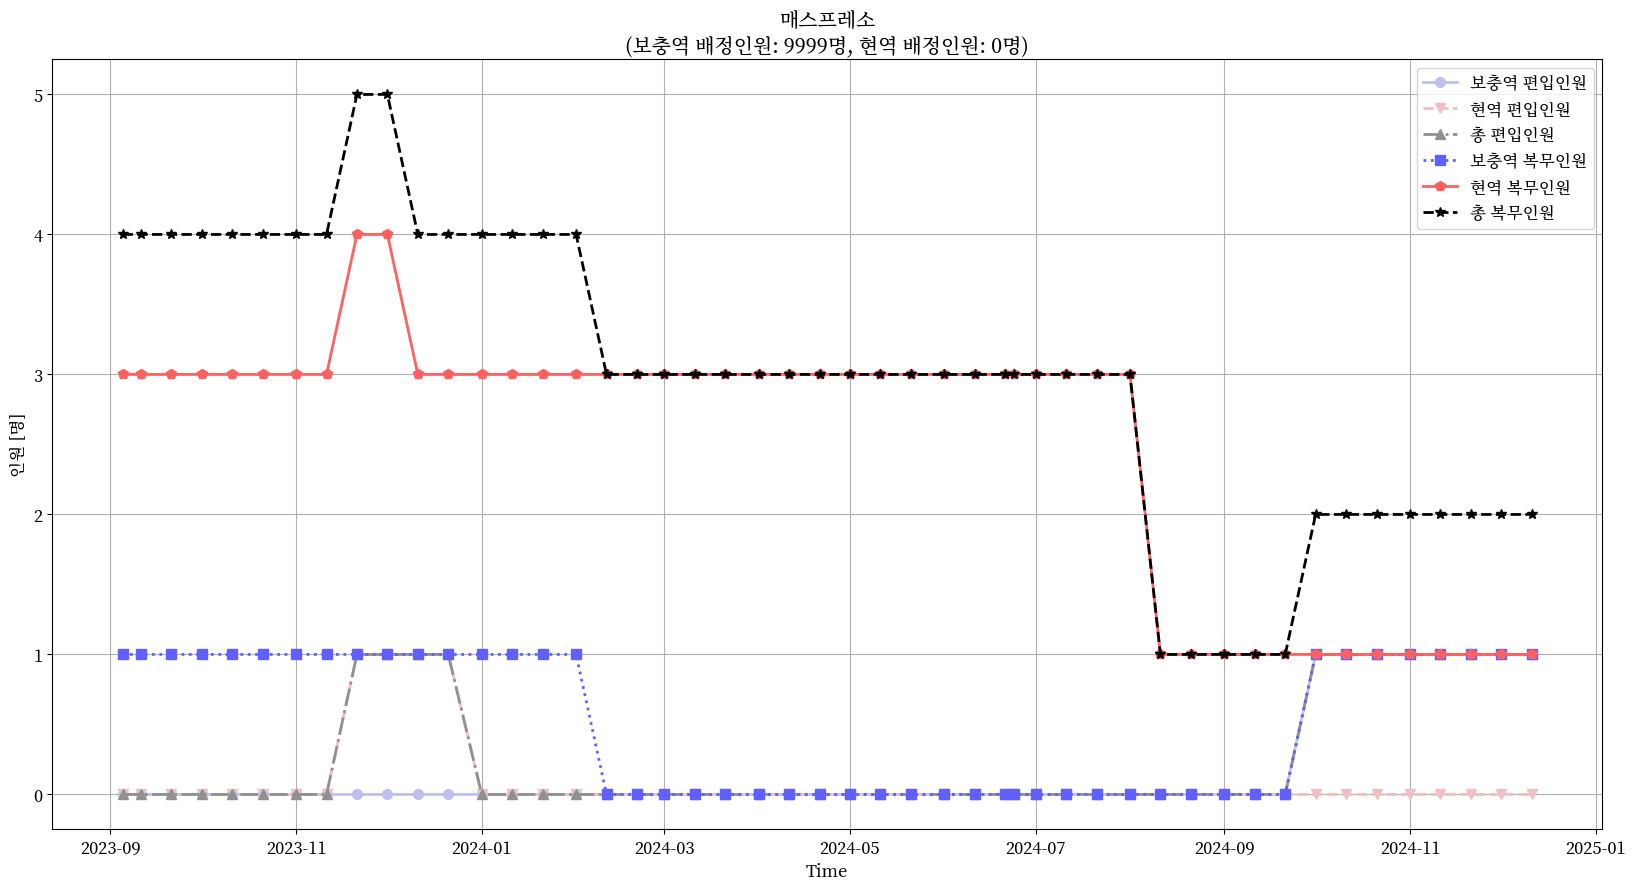 매스프레소
(보충역 배정인원: 9999명, 현역 배정인원: 0명)
보충역 편입인원
현역 편입인원
총 편입인원
보충역 복무인원
현역 복무인원
총 복무인원
인원 [명]
5
4
3
2
1
0
2023-09
2023-11
2024-01
2024-03
2024-05
2024-07
2024-09
2024-11
2025-01
Time